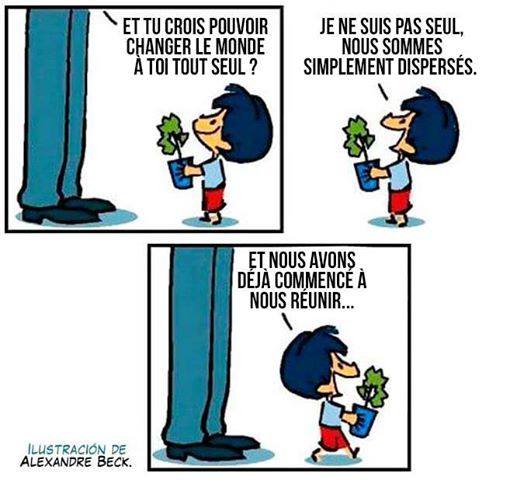 ET TU CROIS POUVOIR
CHANGER LE MONDE
À TOI TOUT SEUL ?
JE NE SUIS PAS SEUL,
NOUS SOMMES
SIMPLEMENT DISPERSÉS.
ET NOUS AVONS
DÉJÀ COMMENCÉ À
NOUS RÉUNIR...
ILUSTRACIÓN DE
ALEXANDRE BECK.